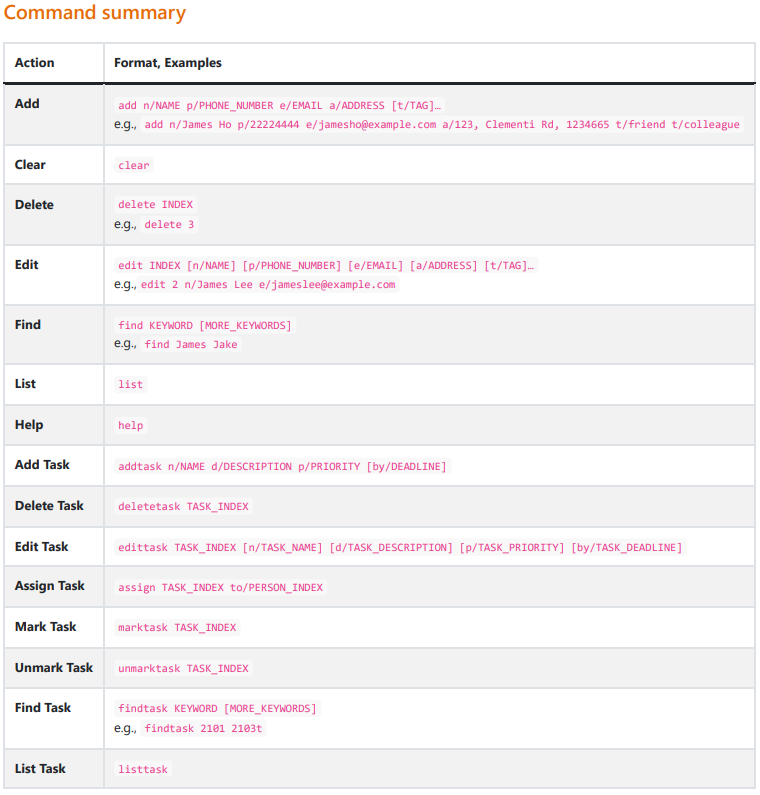 Command summary
Action Format, Examples
Add add n/NAME p/PHONE_NUMBER e/EMAIL a/ADDRESS [t/TAG]…
e.g., add n/James Ho p/22224444 e/jamesho@example.com a/123, Clementi Rd, 1234665 t/friend t/colleague
Clear clear
Delete delete INDEX
e.g., delete 3
Edit edit INDEX [n/NAME] [p/PHONE_NUMBER] [e/EMAIL] [a/ADDRESS] [t/TAG]…
e.g., edit 2 n/James Lee e/jameslee@example.com
Find find KEYWORD [MORE_KEYWORDS]
e.g., find James Jake
List list
Help help
Add Task addtask n/NAME d/DESCRIPTION p/PRIORITY [by/DEADLINE]
Delete Task deletetask TASK_INDEX
Edit Task edittask TASK_INDEX [n/TASK_NAME] [d/TASK_DESCRIPTION] [p/TASK_PRIORITY] [by/TASK_DEADLINE]
Assign Task assign TASK_INDEX to/PERSON_INDEX
Mark Task marktask TASK_INDEX
Unmark Task unmarktask TASK_INDEX
Find Task findtask KEYWORD [MORE_KEYWORDS]
e.g., findtask 2101 2103t
List Task listtask